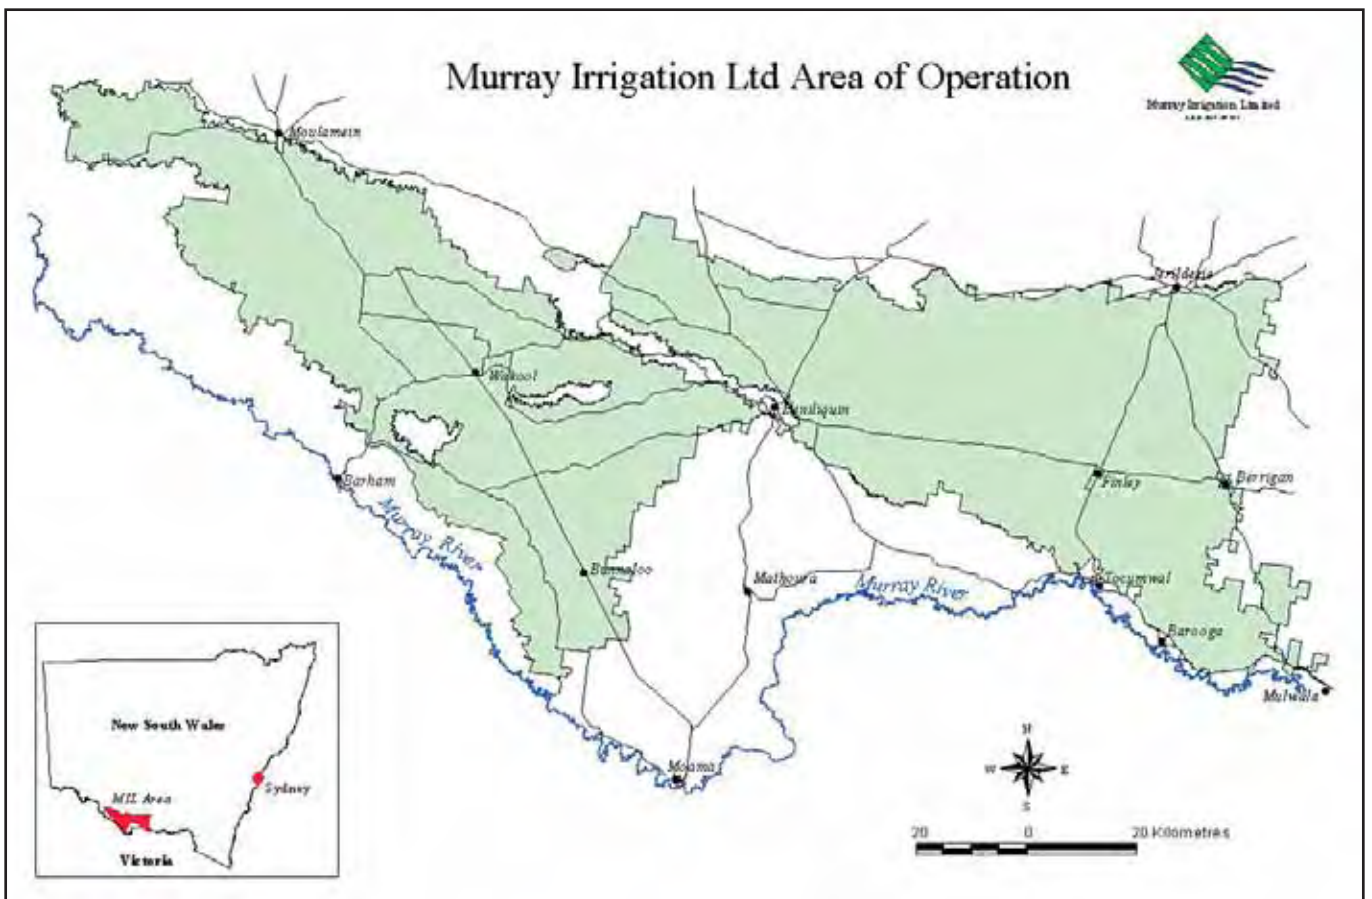 Murray Irrigation Ltd Area of Operation
Murray Irrigation Limited
Moulamein
Jerilderie
Wakool
Deniliquin
Finley
Berrigan
Barham
Murray River
Bunnaloo
Mathoura
Murray River
Tocumwal
Barooga
Mulwala
Moama
New South Wales
Sydney
MIL Area
Victoria
N
W E
S
20 0 20 Kilometres